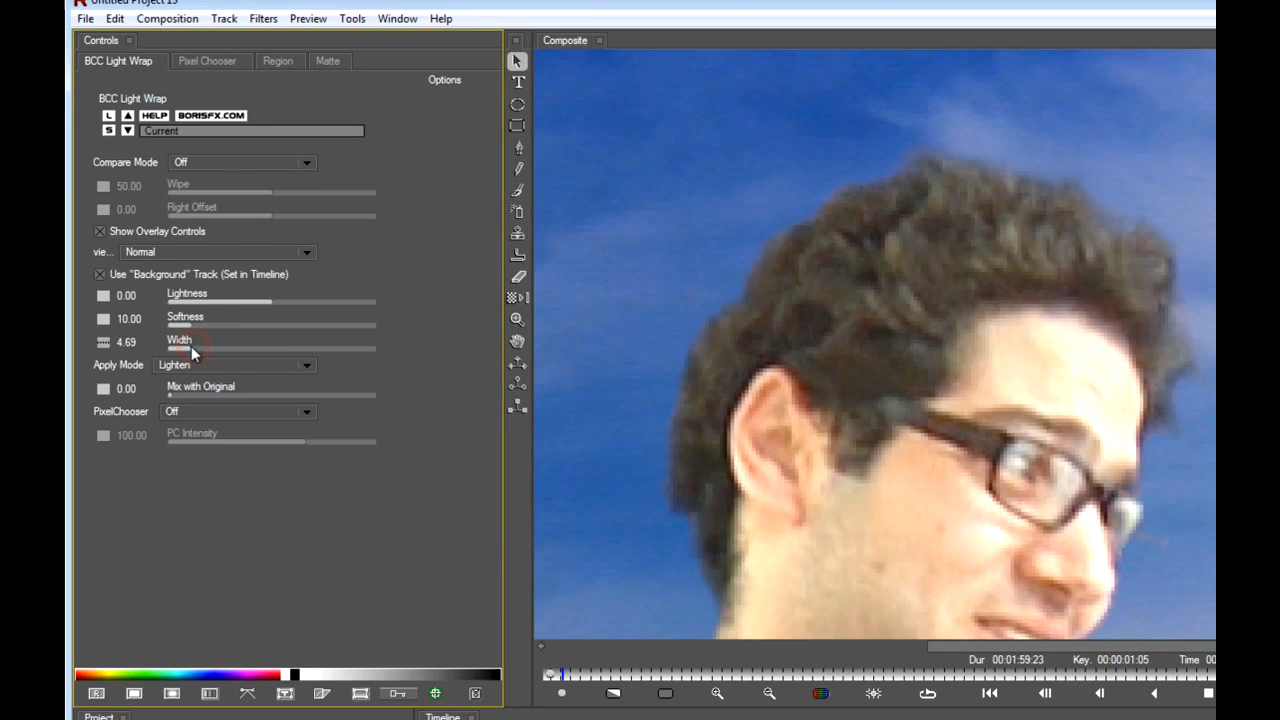 Untitled Project 15
File Edit Composition Track Filters Preview Tools Window Help
Controls
Composite
BCC Light Wrap Pixel Chooser Region Matte
Options
BCC Light Wrap
L HELP BORISFX.COM
S Current
Compare Mode Off
50.00 Wipe
0.00 Right Offset
Show Overlay Controls
vie... Normal
Use "Background" Track (Set in Timeline)
0.00 Lightness
10.00 Softness
4.69 Width
Apply Mode Lighten
0.00 Mix with Original
PixelChooser Off
100.00 PC Intensity
Dur 00:01:59:23 Key. 00:00:01:05 Time 00
Project
Timeline